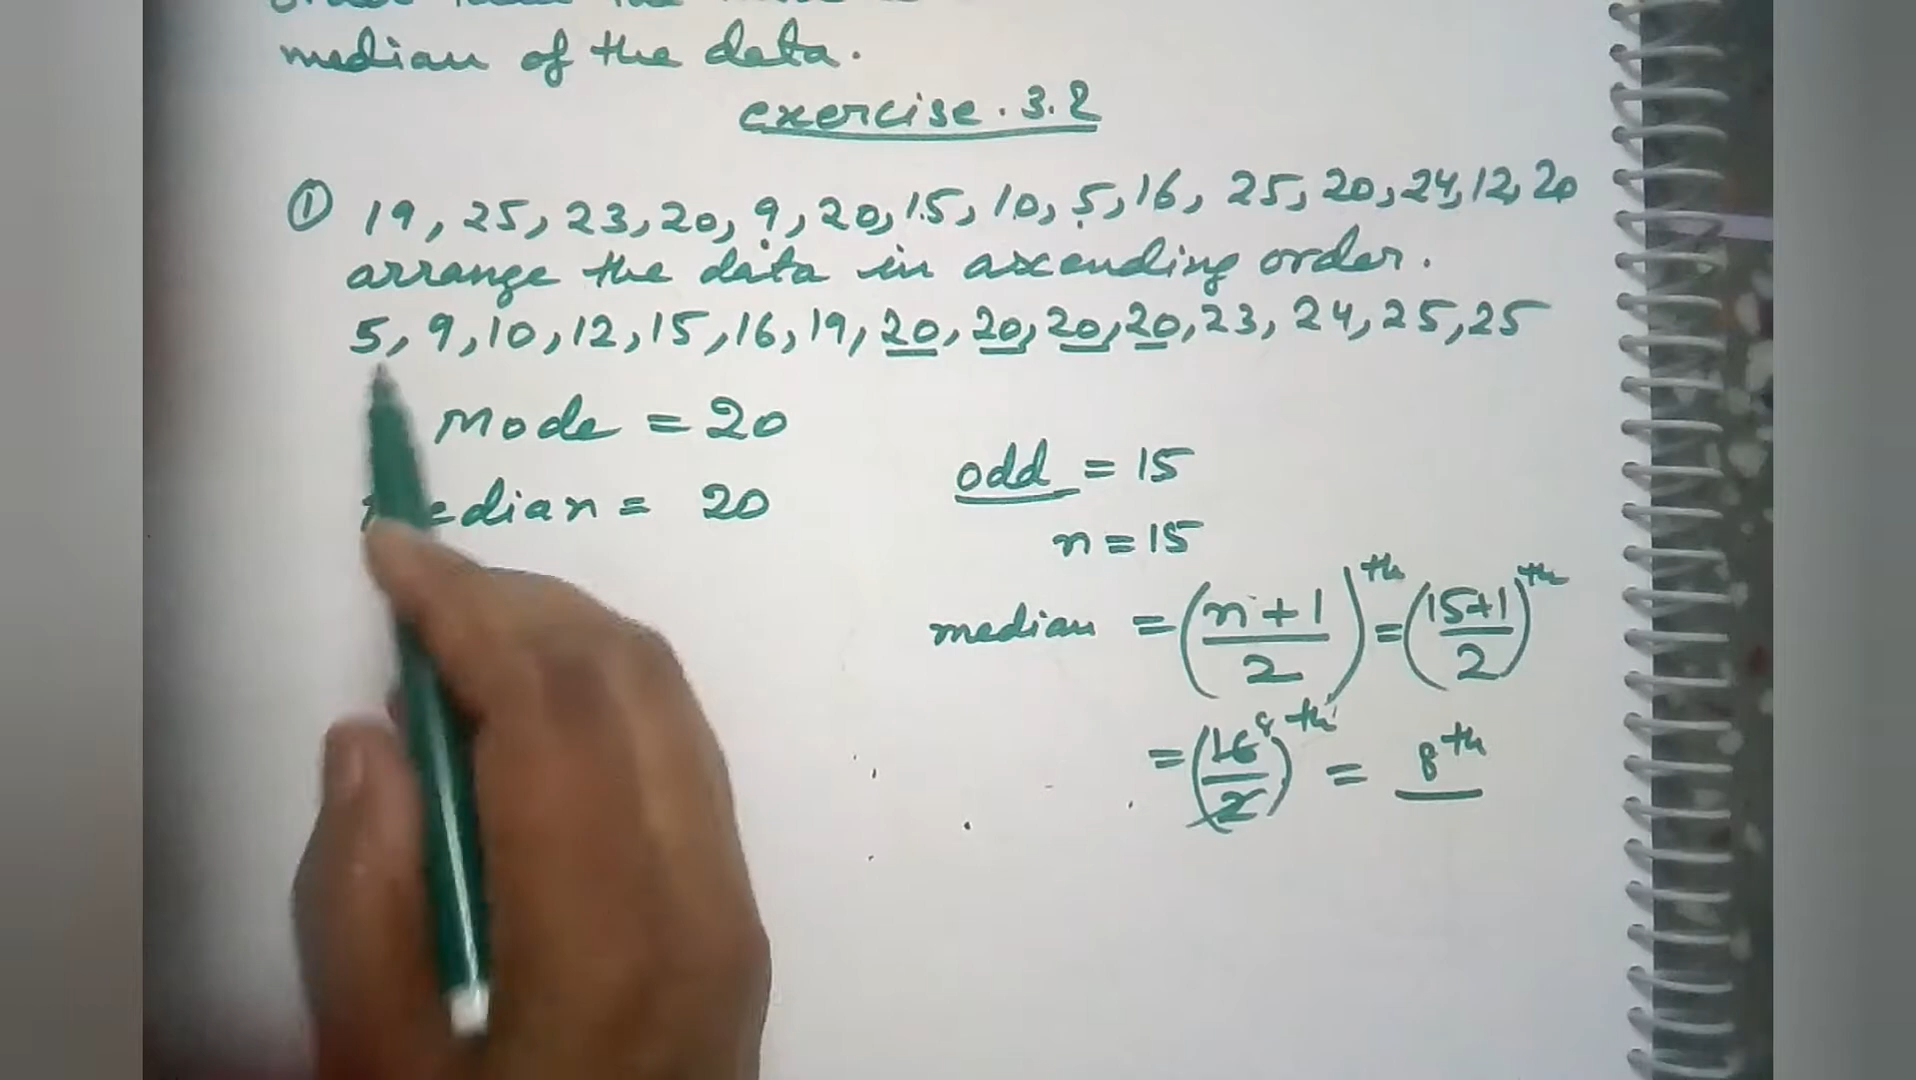 median of the data.
exercise. 3.2
① 19, 25, 23, 20, 9, 20, 15, 10, 5, 16, 25, 20, 24, 12, 20
arrange the data in ascending order.
5, 9, 10, 12, 15, 16, 19, 20, 20, 20, 20, 23, 24, 25, 25
Mode = 20
edian = 20
odd = 15
n = 15
median = (n+1/2)th = (15+1/2)th
= (16/2)8 th = 8th